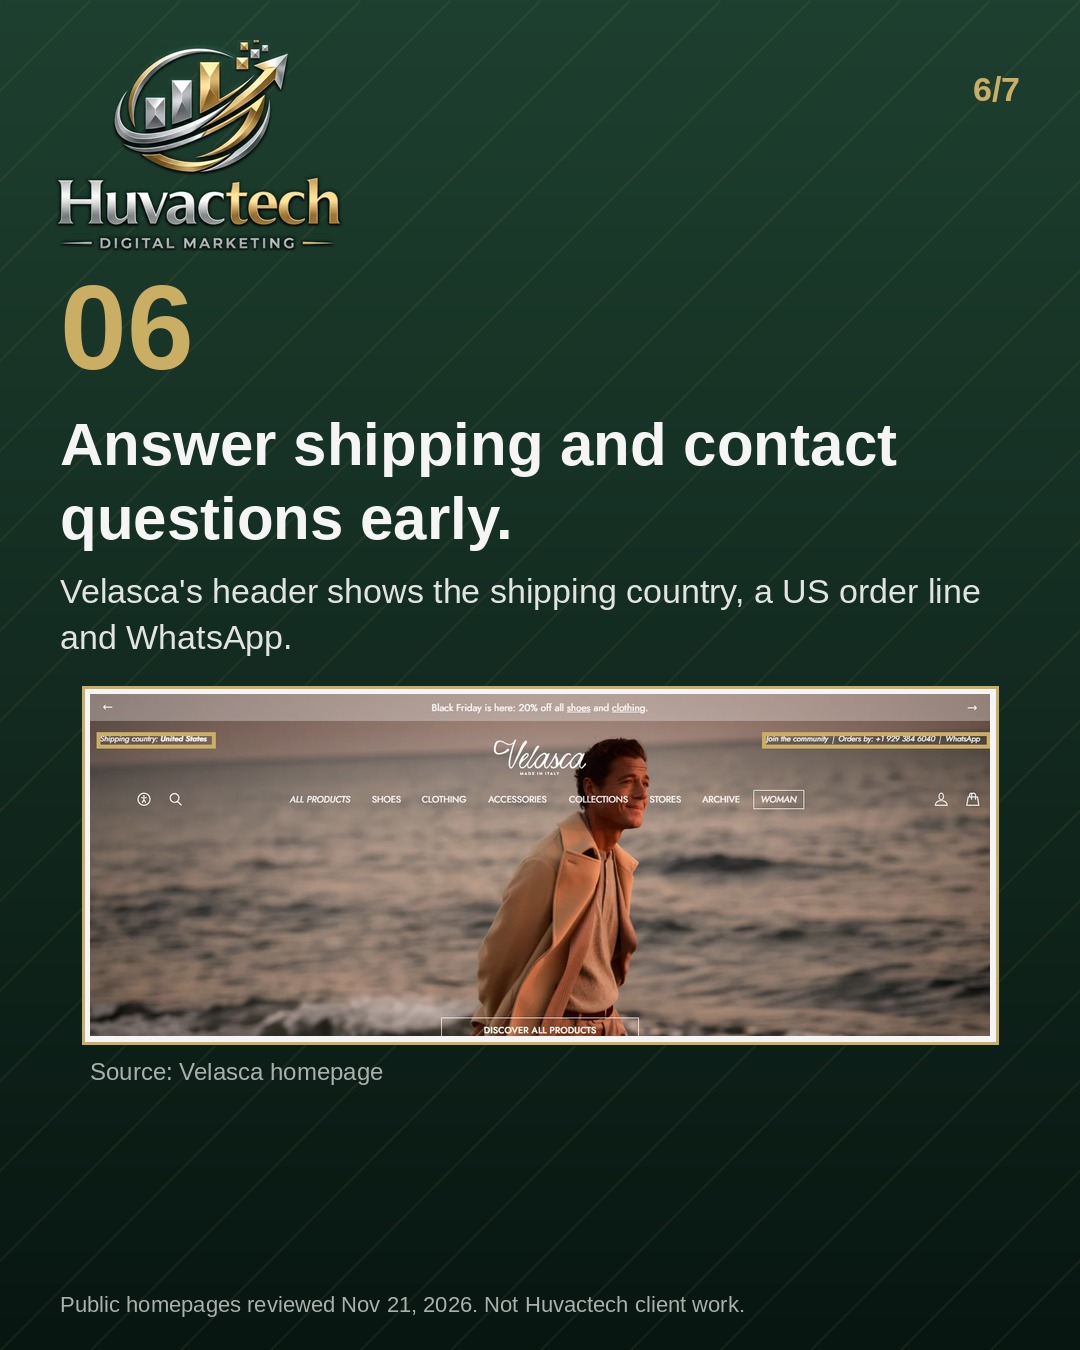 Huvactech
DIGITAL MARKETING
6/7
06
Answer shipping and contact
questions early.
Velasca's header shows the shipping country, a US order line
and WhatsApp.
← Black Friday is here: 20% off all shoes and clothing. →
Shipping country: United States
Join the community | Orders by: +1 929 384 6040 | WhatsApp
Velasca
MADE IN ITALY
ALL PRODUCTS SHOES CLOTHING ACCESSORIES COLLECTIONS STORES ARCHIVE WOMAN
DISCOVER ALL PRODUCTS
Source: Velasca homepage
Public homepages reviewed Nov 21, 2026. Not Huvactech client work.